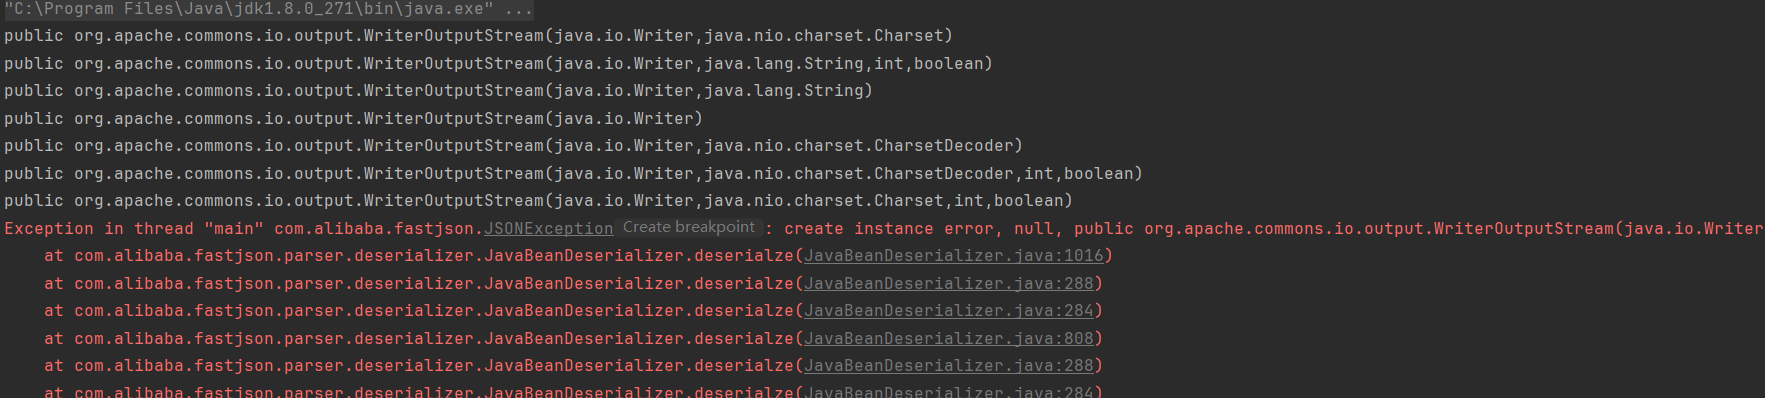 "C:\Program Files\Java\jdk1.8.0_271\bin\java.exe" ...
public org.apache.commons.io.output.WriterOutputStream(java.io.Writer,java.nio.charset.Charset)
public org.apache.commons.io.output.WriterOutputStream(java.io.Writer,java.lang.String,int,boolean)
public org.apache.commons.io.output.WriterOutputStream(java.io.Writer,java.lang.String)
public org.apache.commons.io.output.WriterOutputStream(java.io.Writer)
public org.apache.commons.io.output.WriterOutputStream(java.io.Writer,java.nio.charset.CharsetDecoder)
public org.apache.commons.io.output.WriterOutputStream(java.io.Writer,java.nio.charset.CharsetDecoder,int,boolean)
public org.apache.commons.io.output.WriterOutputStream(java.io.Writer,java.nio.charset.Charset,int,boolean)
Exception in thread "main" com.alibaba.fastjson.JSONException Create breakpoint : create instance error, null, public org.apache.commons.io.output.WriterOutputStream(java.io.Writer
at com.alibaba.fastjson.parser.deserializer.JavaBeanDeserializer.deserialze(JavaBeanDeserializer.java:1016)
at com.alibaba.fastjson.parser.deserializer.JavaBeanDeserializer.deserialze(JavaBeanDeserializer.java:288)
at com.alibaba.fastjson.parser.deserializer.JavaBeanDeserializer.deserialze(JavaBeanDeserializer.java:284)
at com.alibaba.fastjson.parser.deserializer.JavaBeanDeserializer.deserialze(JavaBeanDeserializer.java:808)
at com.alibaba.fastjson.parser.deserializer.JavaBeanDeserializer.deserialze(JavaBeanDeserializer.java:288)
at com.alibaba.fastjson.parser.deserializer.JavaBeanDeserializer.deserialze(JavaBeanDeserializer.java:284)